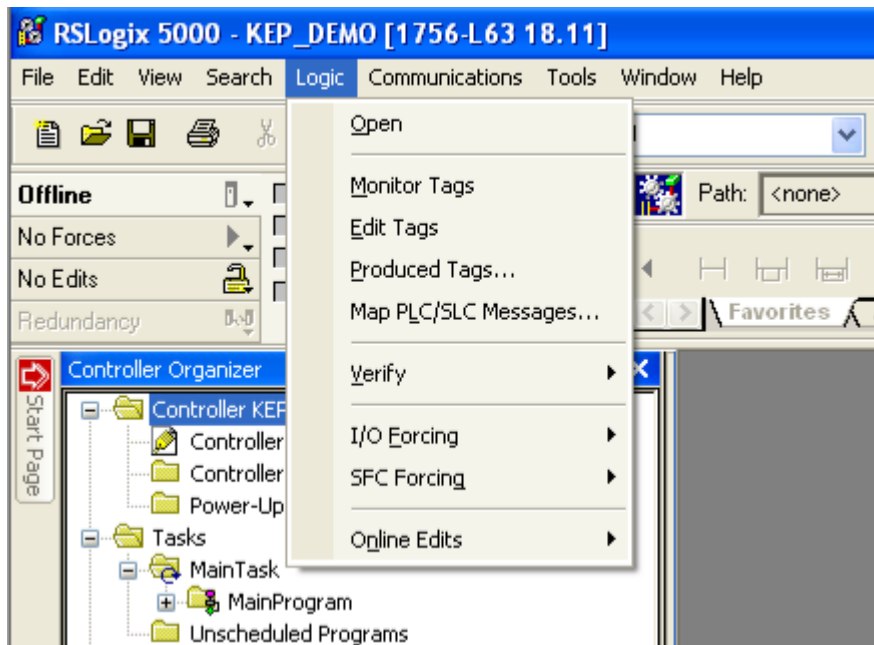 RSLogix 5000 - KEP_DEMO [1756-L63 18.11]
File Edit View Search Logic Communications Tools Window Help
Open
Monitor Tags
Edit Tags
Produced Tags...
Map PLC/SLC Messages...
Verify
I/O Forcing
SFC Forcing
Online Edits
Offline
No Forces
No Edits
Redundancy
Path: <none>
Favorites
Start Page
Controller Organizer
Controller KEP
Controller
Controller
Power-Up
Tasks
MainTask
MainProgram
Unscheduled Programs